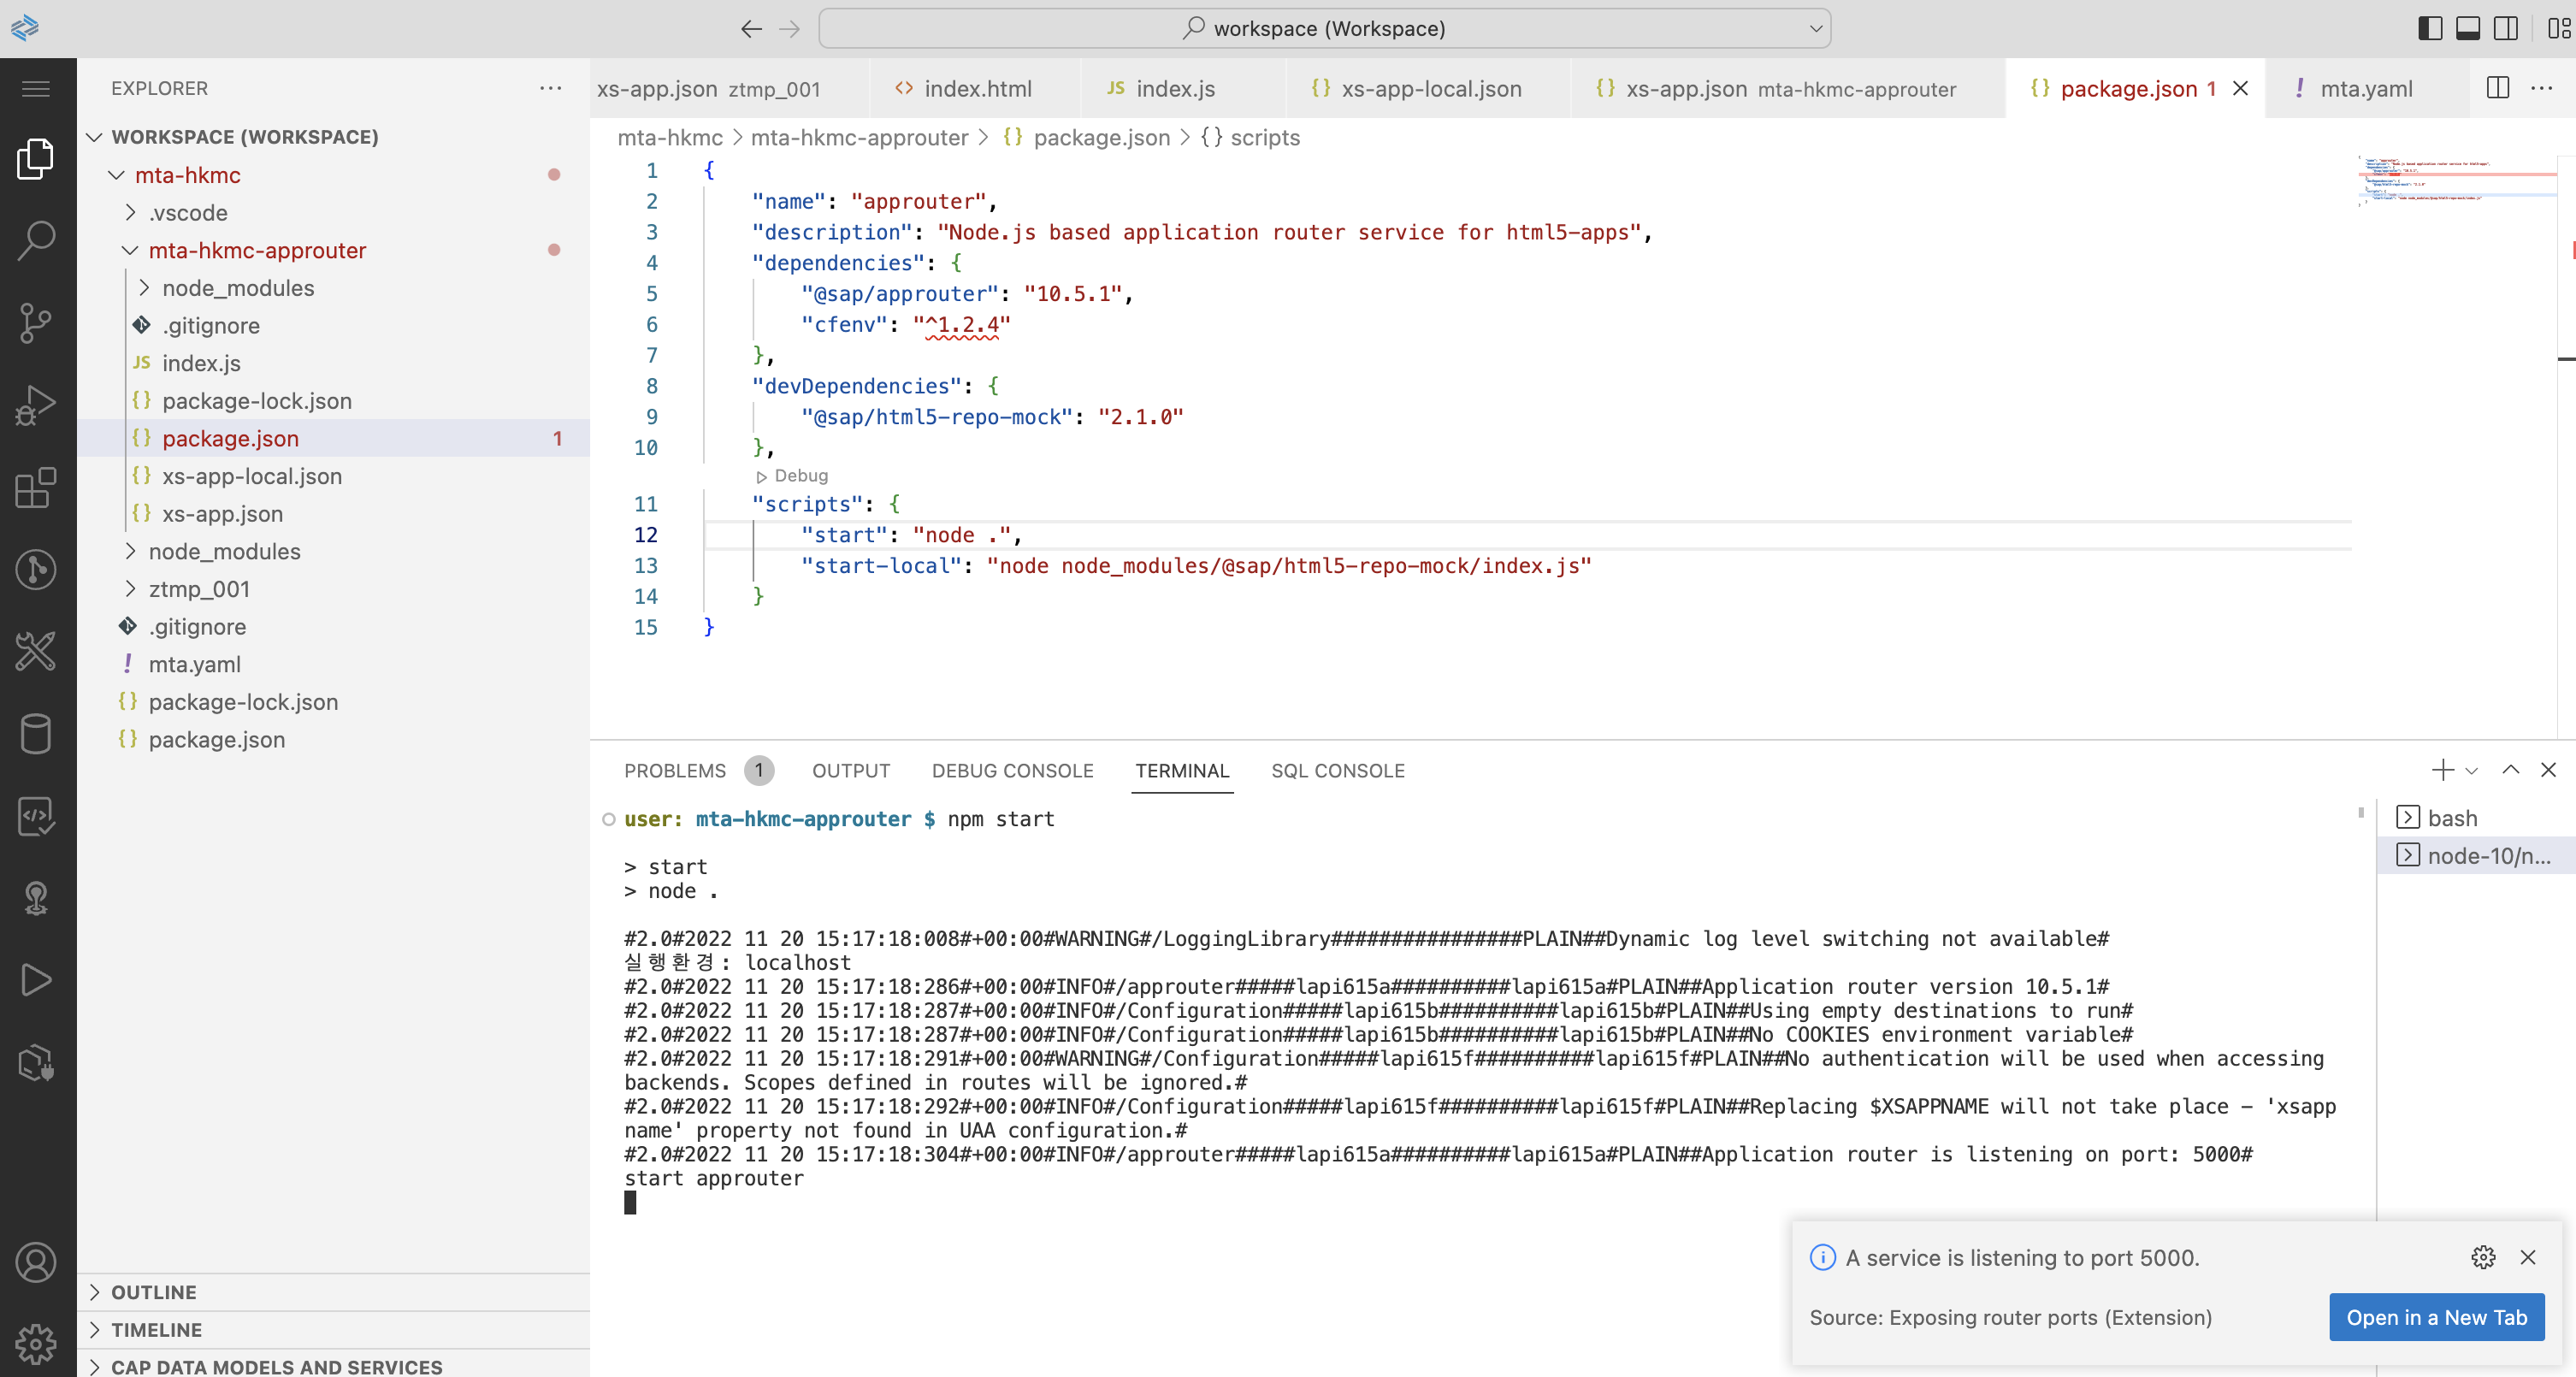 workspace (Workspace)
EXPLORER
xs-app.json ztmp_001
index.html
JS index.js
{} xs-app-local.json
{} xs-app.json mta-hkmc-approuter
{} package.json 1
! mta.yaml
WORKSPACE (WORKSPACE)
mta-hkmc
.vscode
mta-hkmc-approuter
node_modules
.gitignore
JS index.js
{} package-lock.json
{} package.json 1
{} xs-app-local.json
{} xs-app.json
node_modules
ztmp_001
.gitignore
! mta.yaml
{} package-lock.json
{} package.json
OUTLINE
TIMELINE
CAP DATA MODELS AND SERVICES
mta-hkmc > mta-hkmc-approuter > {} package.json > {} scripts
1 {
2 "name": "approuter",
3 "description": "Node.js based application router service for html5-apps",
4 "dependencies": {
5 "@sap/approuter": "10.5.1",
6 "cfenv": "^1.2.4"
7 },
8 "devDependencies": {
9 "@sap/html5-repo-mock": "2.1.0"
10 },
Debug
11 "scripts": {
12 "start": "node .",
13 "start-local": "node node_modules/@sap/html5-repo-mock/index.js"
14 }
15 }
PROBLEMS 1 OUTPUT DEBUG CONSOLE TERMINAL SQL CONSOLE
user: mta-hkmc-approuter $ npm start
> start
> node .
#2.0#2022 11 20 15:17:18:008#+00:00#WARNING#/LoggingLibrary################PLAIN##Dynamic log level switching not available#
실행환경: localhost
#2.0#2022 11 20 15:17:18:286#+00:00#INFO#/approuter#####lapi615a##########lapi615a#PLAIN##Application router version 10.5.1#
#2.0#2022 11 20 15:17:18:287#+00:00#INFO#/Configuration#####lapi615b##########lapi615b#PLAIN##Using empty destinations to run#
#2.0#2022 11 20 15:17:18:287#+00:00#INFO#/Configuration#####lapi615b##########lapi615b#PLAIN##No COOKIES environment variable#
#2.0#2022 11 20 15:17:18:291#+00:00#WARNING#/Configuration#####lapi615f##########lapi615f#PLAIN##No authentication will be used when accessing
backends. Scopes defined in routes will be ignored.#
#2.0#2022 11 20 15:17:18:292#+00:00#INFO#/Configuration#####lapi615f##########lapi615f#PLAIN##Replacing $XSAPPNAME will not take place - 'xsapp
name' property not found in UAA configuration.#
#2.0#2022 11 20 15:17:18:304#+00:00#INFO#/approuter#####lapi615a##########lapi615a#PLAIN##Application router is listening on port: 5000#
start approuter
bash
node-10/n...
A service is listening to port 5000.
Source: Exposing router ports (Extension)
Open in a New Tab